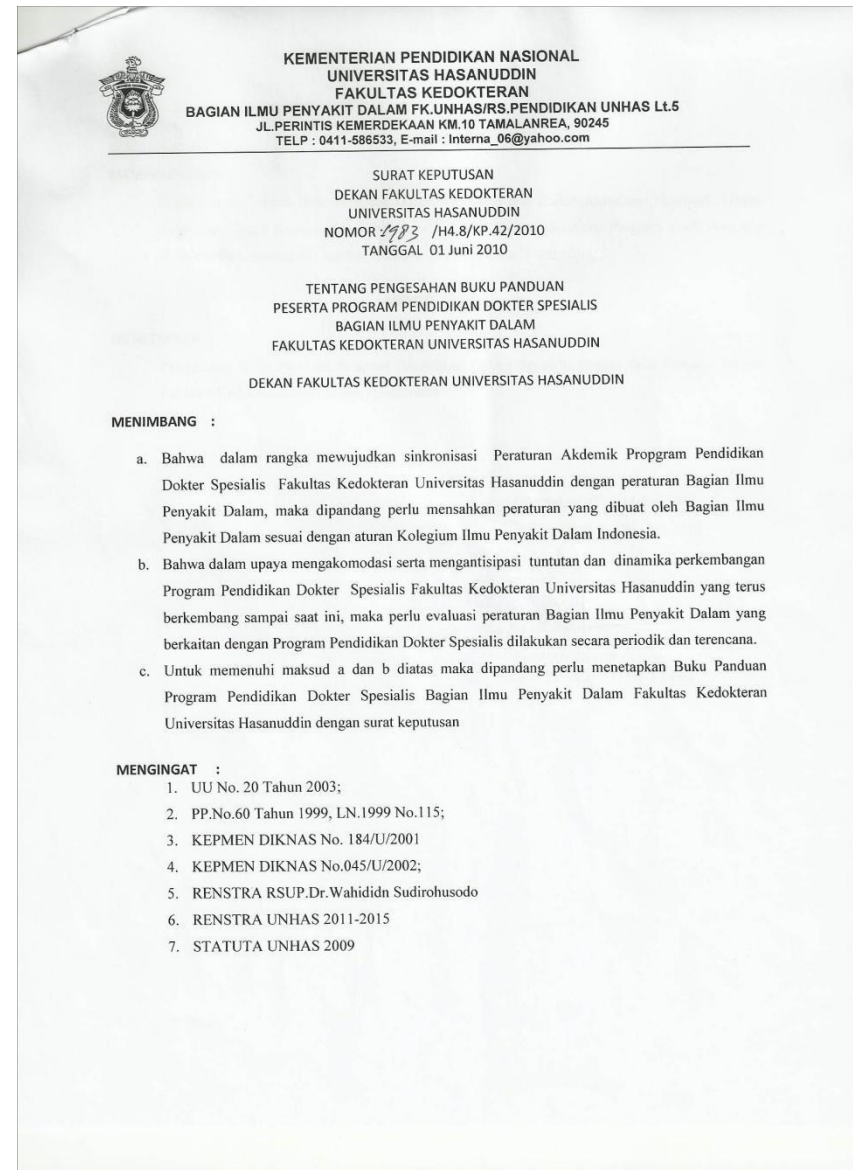 KEMENTERIAN PENDIDIKAN NASIONAL
UNIVERSITAS HASANUDDIN
FAKULTAS KEDOKTERAN
BAGIAN ILMU PENYAKIT DALAM FK.UNHAS/RS.PENDIDIKAN UNHAS Lt.5
JL.PERINTIS KEMERDEKAAN KM.10 TAMALANREA, 90245
TELP : 0411-586533, E-mail : Interna_06@yahoo.com
SURAT KEPUTUSAN
DEKAN FAKULTAS KEDOKTERAN
UNIVERSITAS HASANUDDIN
NOMOR : 1983 /H4.8/KP.42/2010
TANGGAL 01 Juni 2010
TENTANG PENGESAHAN BUKU PANDUAN
PESERTA PROGRAM PENDIDIKAN DOKTER SPESIALIS
BAGIAN ILMU PENYAKIT DALAM
FAKULTAS KEDOKTERAN UNIVERSITAS HASANUDDIN
DEKAN FAKULTAS KEDOKTERAN UNIVERSITAS HASANUDDIN
MENIMBANG :
a. Bahwa dalam rangka mewujudkan sinkronisasi Peraturan Akdemik Propgram Pendidikan
Dokter Spesialis Fakultas Kedokteran Universitas Hasanuddin dengan peraturan Bagian Ilmu
Penyakit Dalam, maka dipandang perlu mensahkan peraturan yang dibuat oleh Bagian Ilmu
Penyakit Dalam sesuai dengan aturan Kolegium Ilmu Penyakit Dalam Indonesia.
b. Bahwa dalam upaya mengakomodasi serta mengantisipasi tuntutan dan dinamika perkembangan
Program Pendidikan Dokter Spesialis Fakultas Kedokteran Universitas Hasanuddin yang terus
berkembang sampai saat ini, maka perlu evaluasi peraturan Bagian Ilmu Penyakit Dalam yang
berkaitan dengan Program Pendidikan Dokter Spesialis dilakukan secara periodik dan terencana.
c. Untuk memenuhi maksud a dan b diatas maka dipandang perlu menetapkan Buku Panduan
Program Pendidikan Dokter Spesialis Bagian Ilmu Penyakit Dalam Fakultas Kedokteran
Universitas Hasanuddin dengan surat keputusan
MENGINGAT :
1. UU No. 20 Tahun 2003;
2. PP.No.60 Tahun 1999, LN.1999 No.115;
3. KEPMEN DIKNAS No. 184/U/2001
4. KEPMEN DIKNAS No.045/U/2002;
5. RENSTRA RSUP.Dr.Wahididn Sudirohusodo
6. RENSTRA UNHAS 2011-2015
7. STATUTA UNHAS 2009